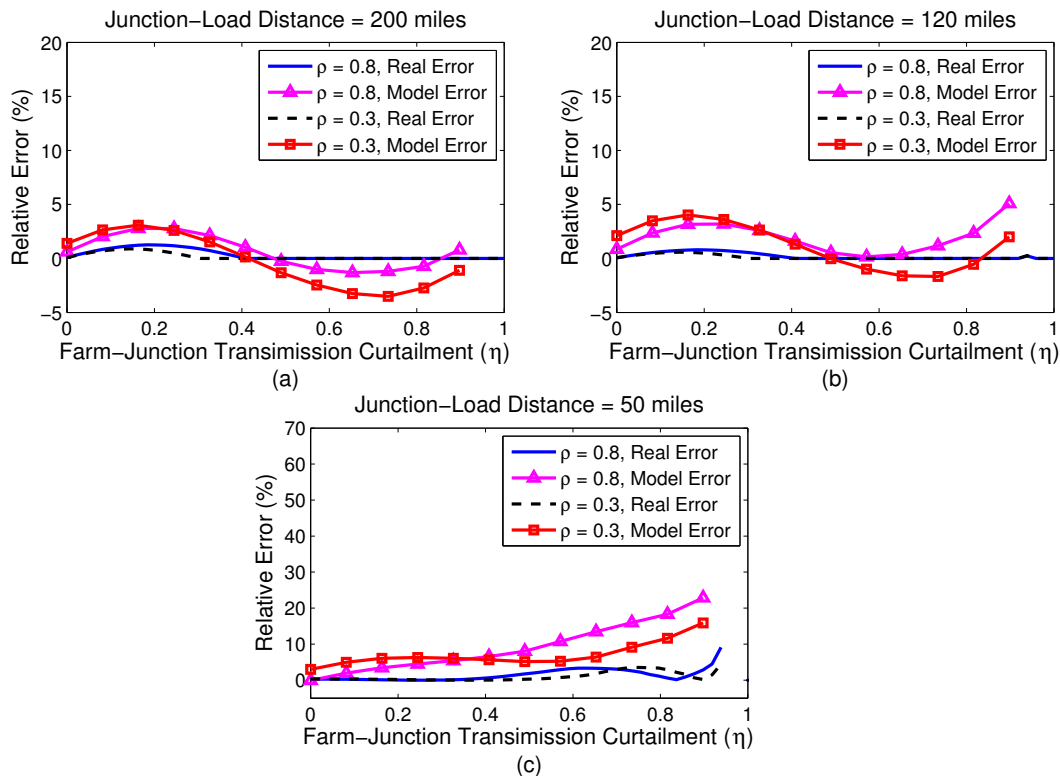 Junction−Load Distance = 200 miles
20
15
10
5
0
−5
Relative Error (%)
ρ = 0.8, Real Error
ρ = 0.8, Model Error
ρ = 0.3, Real Error
ρ = 0.3, Model Error
0 0.2 0.4 0.6 0.8 1
Farm−Junction Transimission Curtailment (η)
(a)
Junction−Load Distance = 120 miles
20
15
10
5
0
−5
Relative Error (%)
ρ = 0.8, Real Error
ρ = 0.8, Model Error
ρ = 0.3, Real Error
ρ = 0.3, Model Error
0 0.2 0.4 0.6 0.8 1
Farm−Junction Transimission Curtailment (η)
(b)
Junction−Load Distance = 50 miles
70
60
50
40
30
20
10
0
Relative Error (%)
ρ = 0.8, Real Error
ρ = 0.8, Model Error
ρ = 0.3, Real Error
ρ = 0.3, Model Error
0 0.2 0.4 0.6 0.8 1
Farm−Junction Transimission Curtailment (η)
(c)